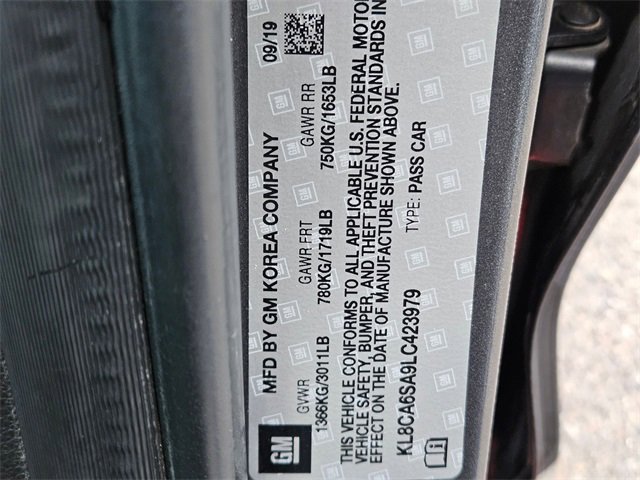 MFD BY GM KOREA COMPANY 09/19
GVWR GAWR FRT GAWR RR
1366KG/3011LB 780KG/1719LB 750KG/1653LB
THIS VEHICLE CONFORMS TO ALL APPLICABLE U.S. FEDERAL MOTOR
VEHICLE SAFETY, BUMPER, AND THEFT PREVENTION STANDARDS IN
EFFECT ON THE DATE OF MANUFACTURE SHOWN ABOVE.
KL8CA6SA9LC423979 TYPE: PASS CAR
GM